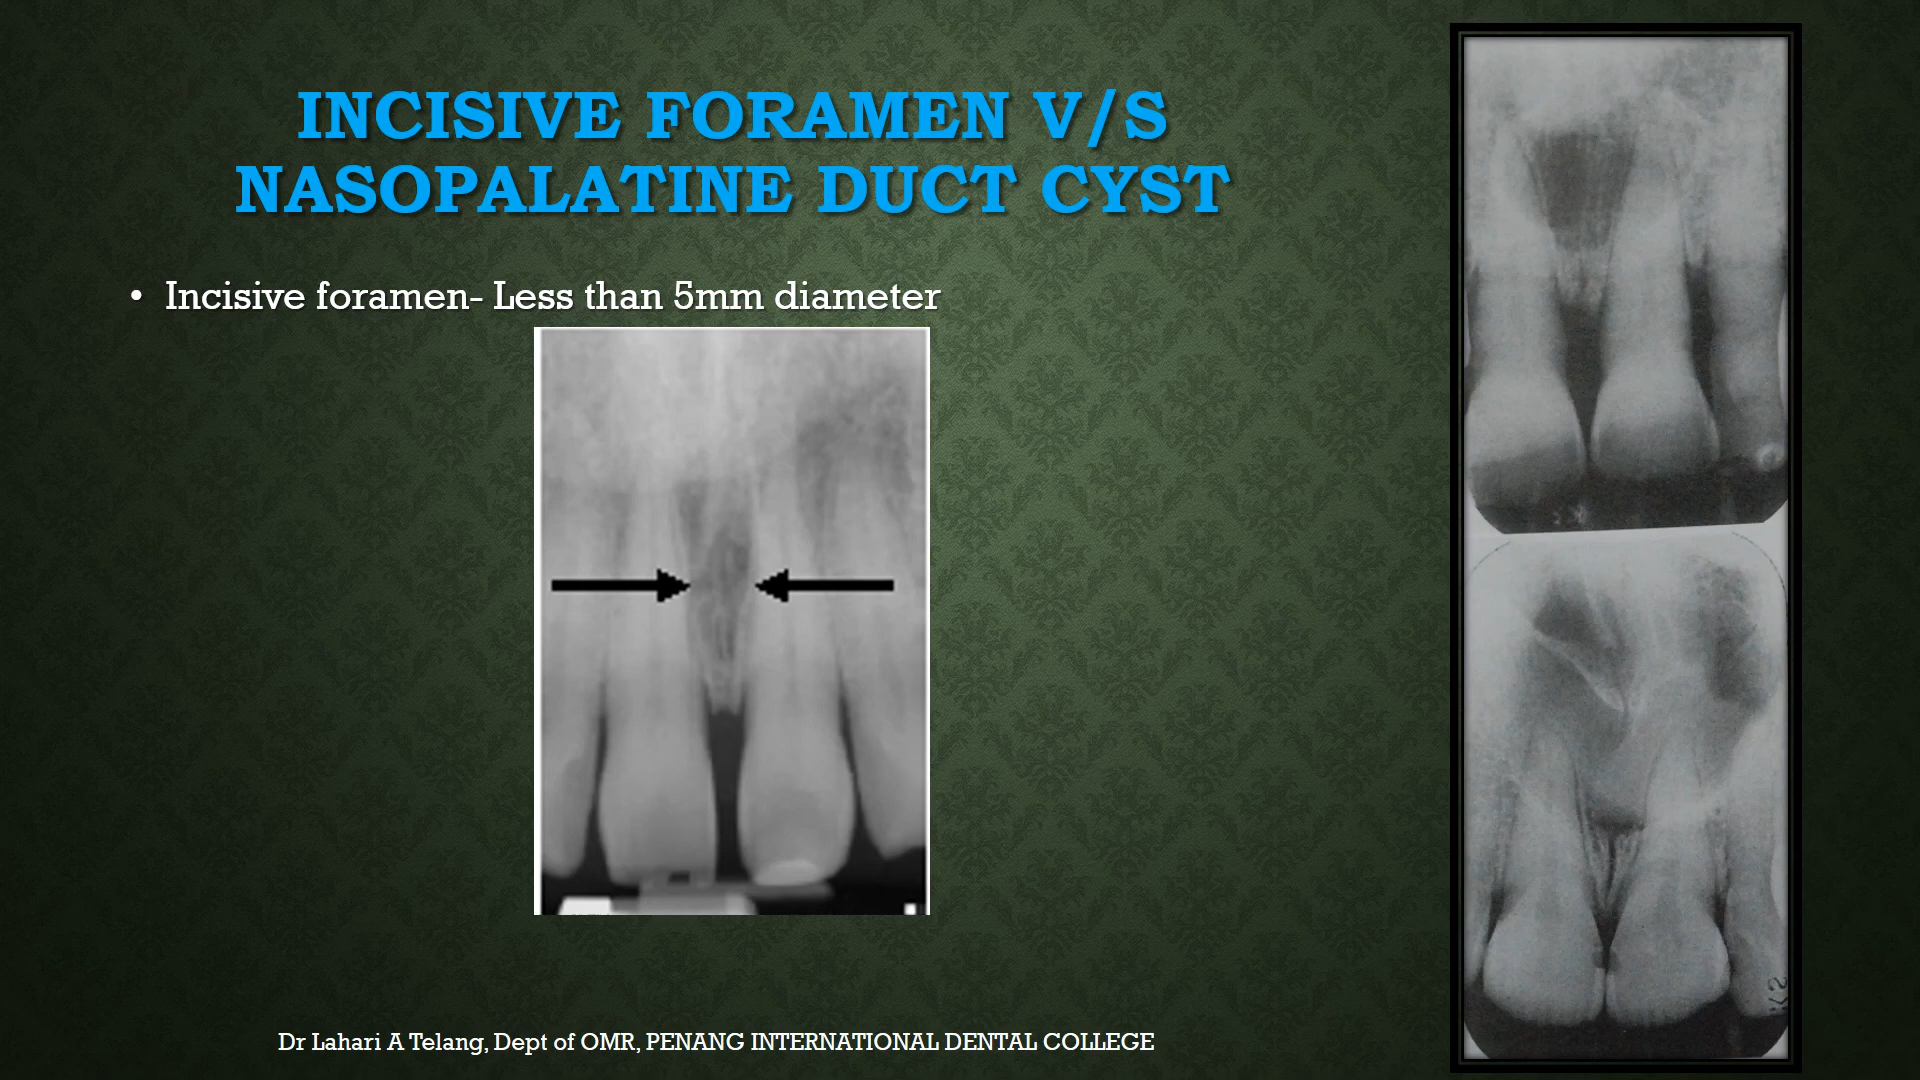 INCISIVE FORAMEN V/S
NASOPALATINE DUCT CYST
• Incisive foramen- Less than 5mm diameter
Dr Lahari A Telang, Dept of OMR, PENANG INTERNATIONAL DENTAL COLLEGE